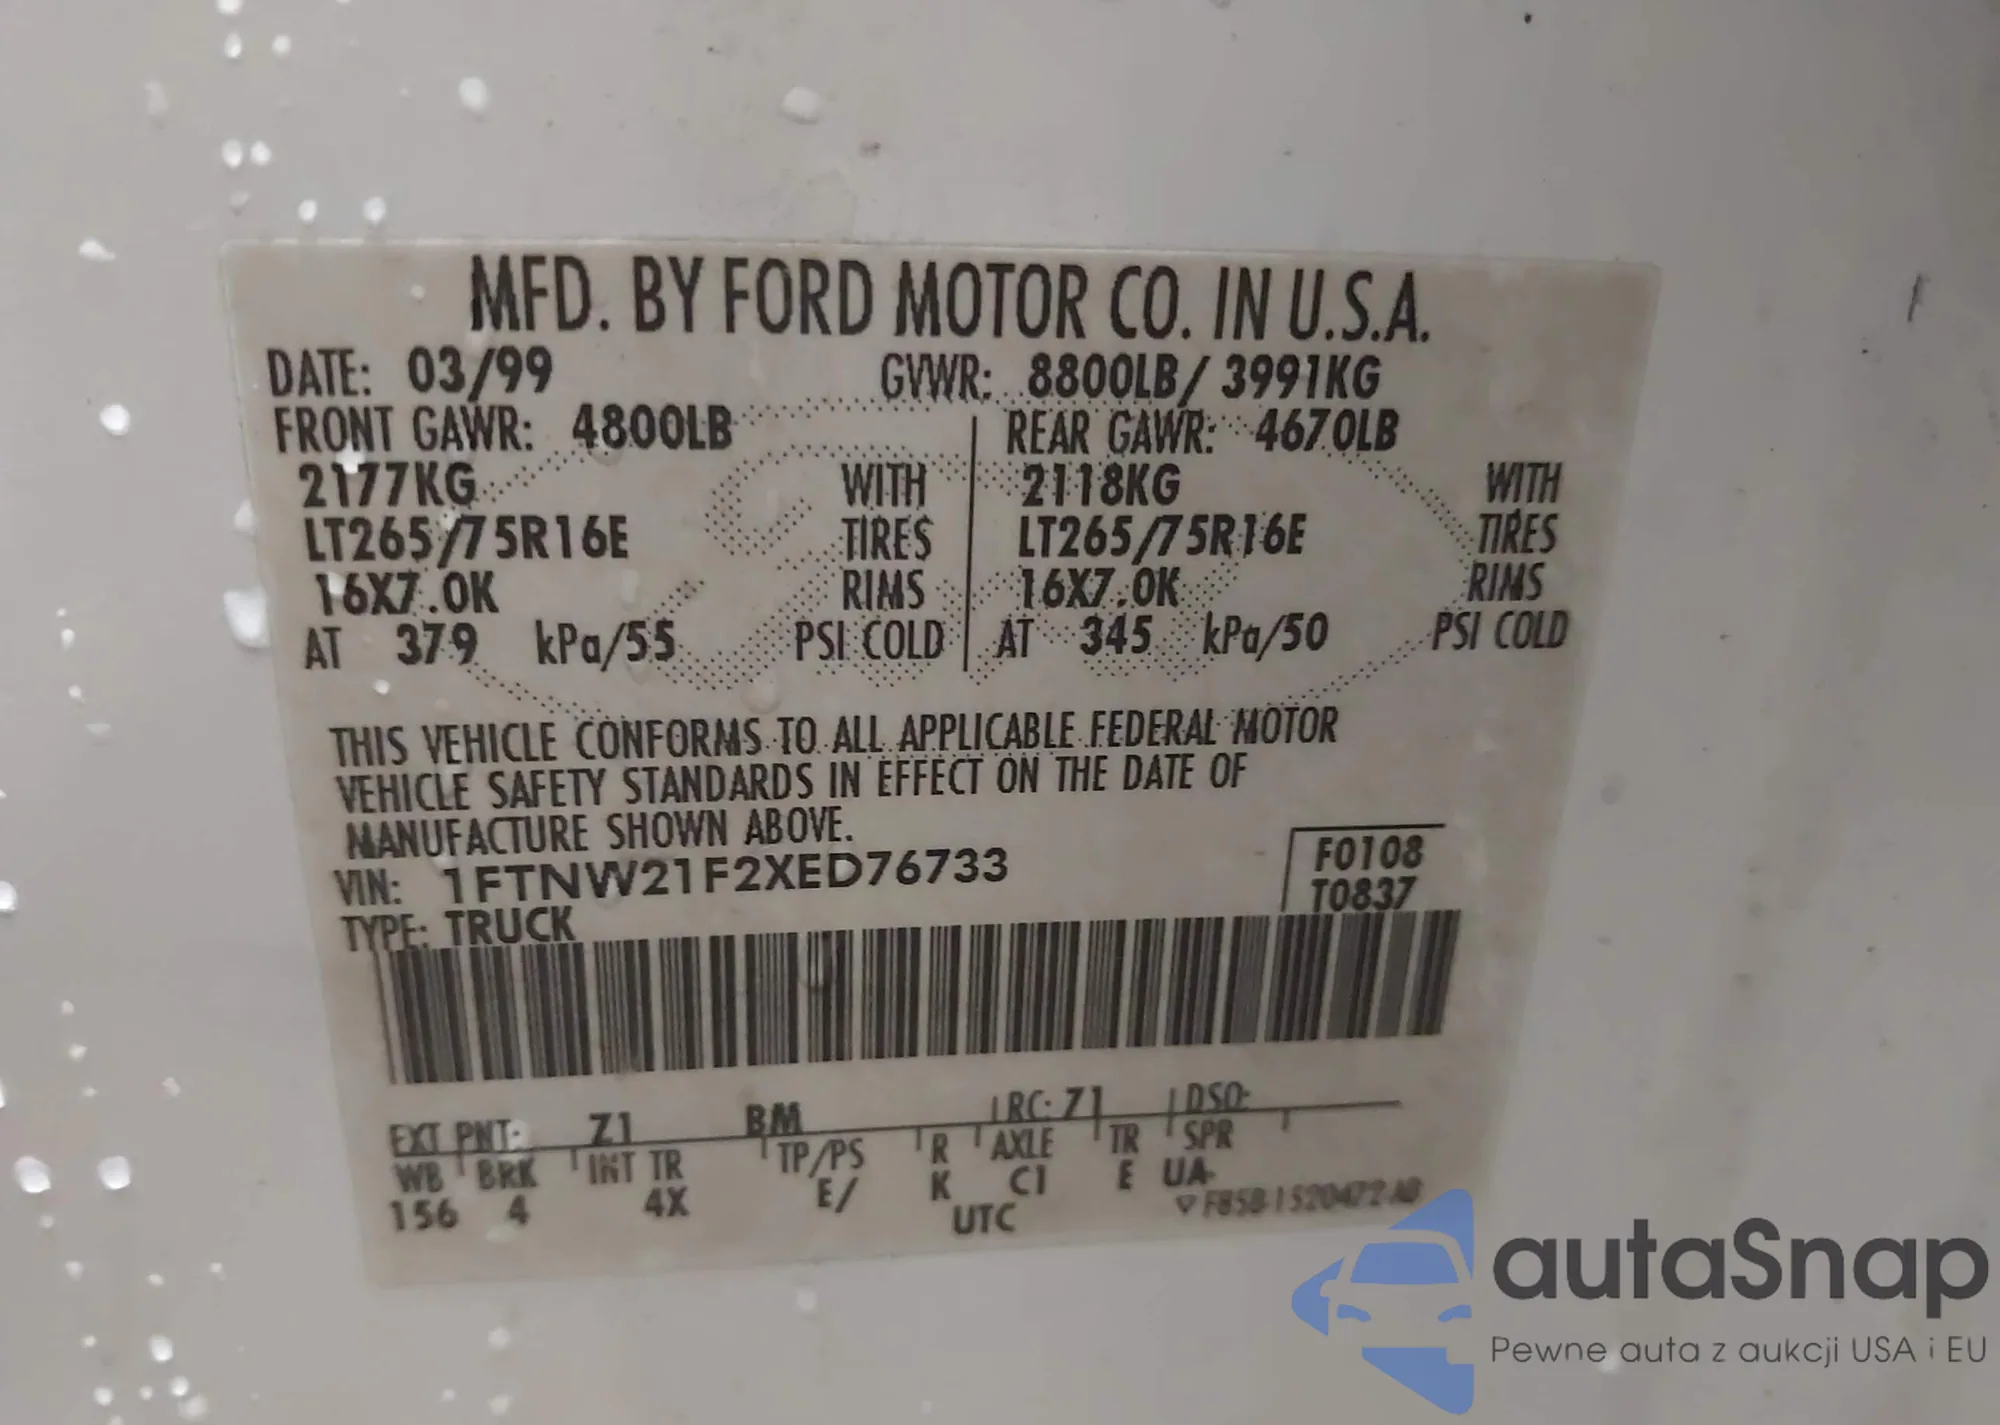 MFD. BY FORD MOTOR CO. IN U.S.A.
DATE: 03/99 GVWR: 8800LB/ 3991KG
FRONT GAWR: 4800LB REAR GAWR: 4670LB
2177KG WITH 2118KG WITH
LT265/75R16E TIRES LT265/75R16E TIRES
16X7.0K RIMS 16X7.0K RIMS
AT 379 kPa/55 PSI COLD AT 345 kPa/50 PSI COLD
THIS VEHICLE CONFORMS TO ALL APPLICABLE FEDERAL MOTOR
VEHICLE SAFETY STANDARDS IN EFFECT ON THE DATE OF
MANUFACTURE SHOWN ABOVE.
F0108
VIN: 1FTNW21F2XED76733
T0837
TYPE: TRUCK
EXT PNT: Z1 BM RC: 71 DSO:
WB BRK INT TR TP/PS R AXLE TR SPR
156 4 4X E/ K C1 E UA
UTC
autaSnap
Pewne auta z aukcji USA i EU